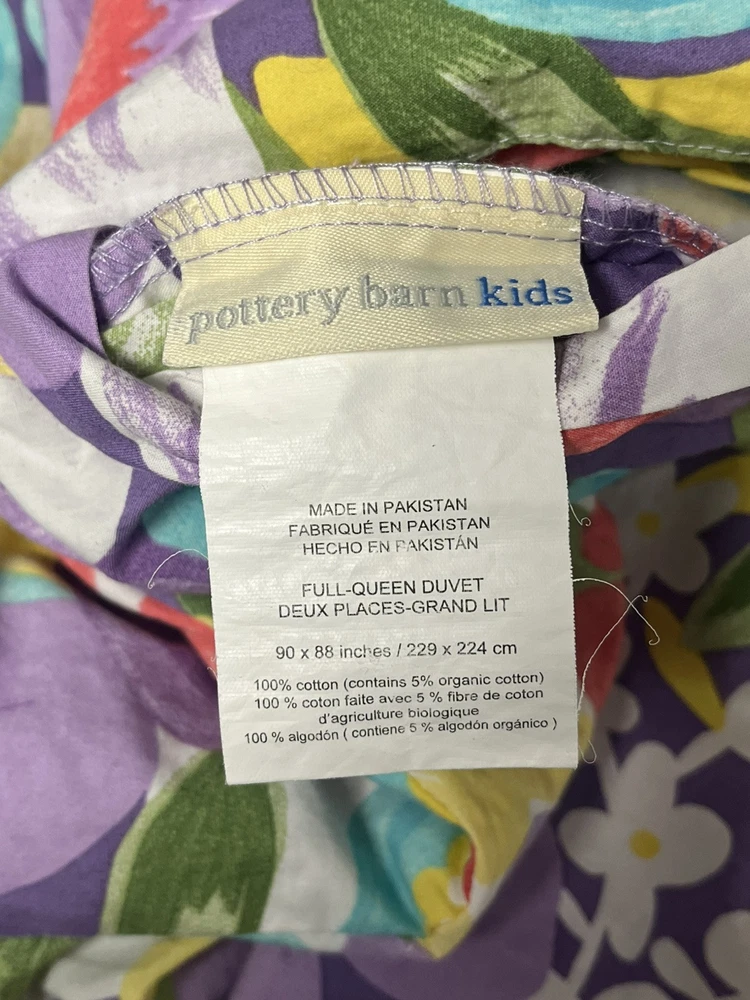 pottery barn kids
MADE IN PAKISTAN
FABRIQUÉ EN PAKISTAN
HECHO EN PAKISTÁN
FULL-QUEEN DUVET
DEUX PLACES-GRAND LIT
90 x 88 inches / 229 x 224 cm
100% cotton (contains 5% organic cotton)
100 % coton faite avec 5 % fibre de coton
d'agriculture biologique
100 % algodón ( contiene 5 % algodón orgánico )